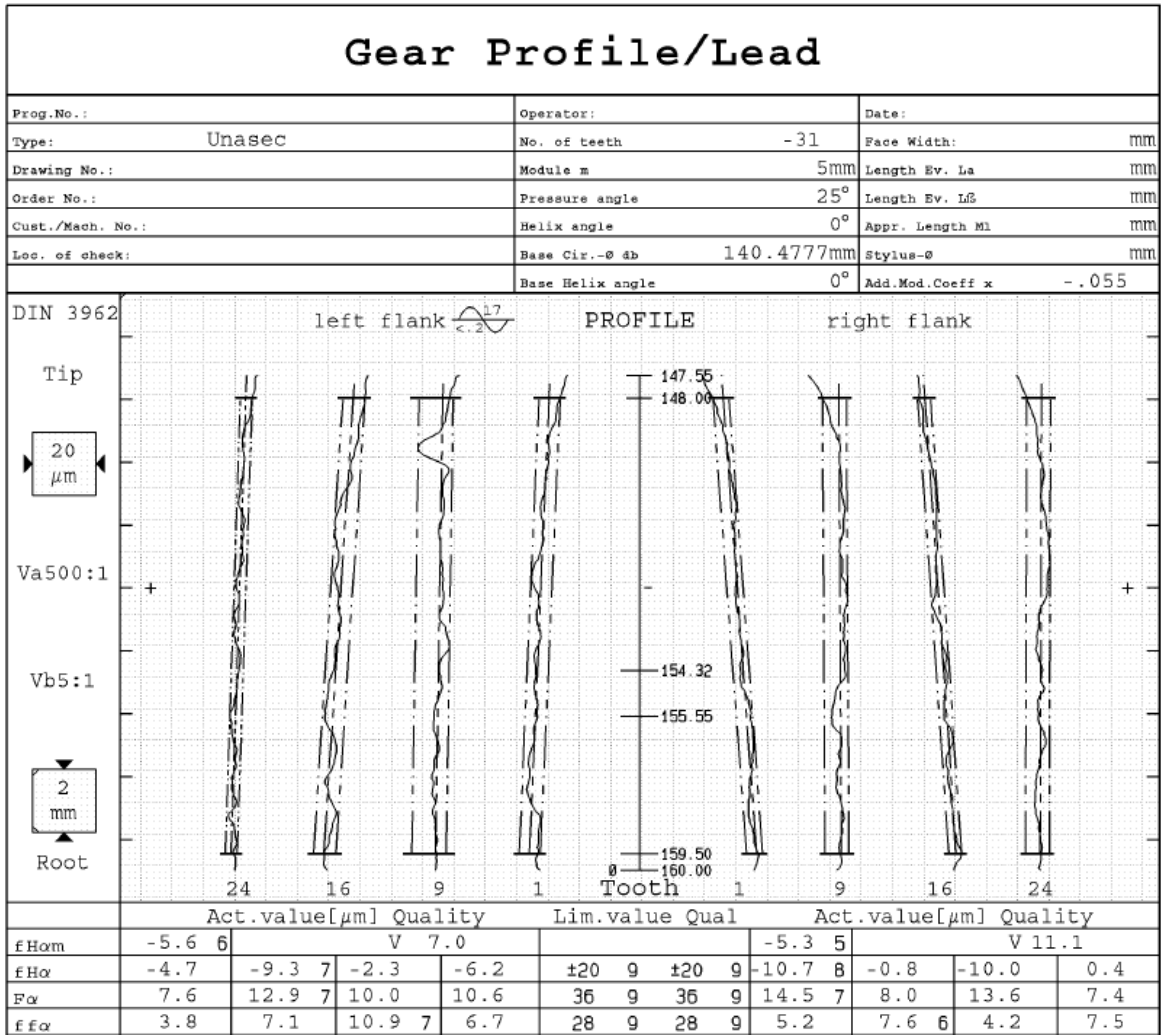 Gear Profile/Lead
Prog.No.: Operator: Date:
Type: Unasec No. of teeth -31 Face Width: mm
Drawing No.: Module m 5mm Length Ev. La mm
Order No.: Pressure angle 25° Length Ev. Lß mm
Cust./Mach. No.: Helix angle 0° Appr. Length Ml mm
Loc. of check: Base Cir.-Ø db 140.4777mm Stylus-Ø mm
Base Helix angle 0° Add.Mod.Coeff x -.055
DIN 3962 left flank 17 <.2 PROFILE right flank
Tip 147.55
148.00
20
µm
Va500:1 + - +
154.32
Vb5:1
155.55
2
mm
Root 159.50
Ø 160.00
24 16 9 1 Tooth 1 9 16 24
Act.value[µm] Quality Lim.value Qual Act.value[µm] Quality
fHαm -5.6 6 V 7.0 -5.3 5 V 11.1
fHα -4.7 -9.3 7 -2.3 -6.2 ±20 9 ±20 9 -10.7 8 -0.8 -10.0 0.4
Fα 7.6 12.9 7 10.0 10.6 36 9 36 9 14.5 7 8.0 13.6 7.4
ffα 3.8 7.1 10.9 7 6.7 28 9 28 9 5.2 7.6 6 4.2 7.5